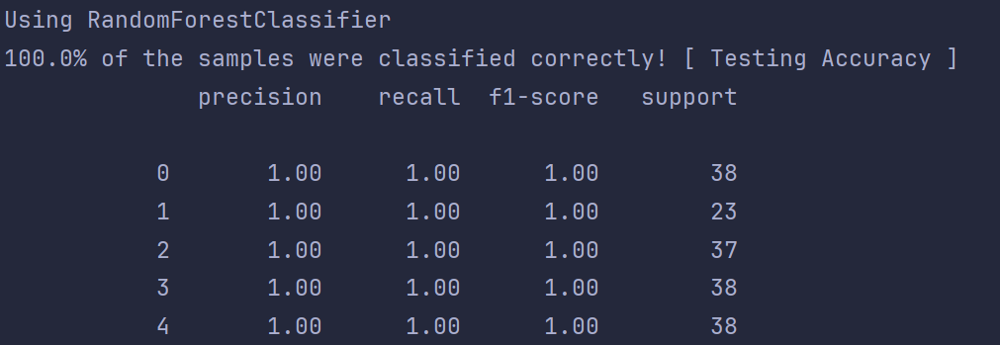 Using RandomForestClassifier
100.0% of the samples were classified correctly! [ Testing Accuracy ]
precision recall f1-score support
0 1.00 1.00 1.00 38
1 1.00 1.00 1.00 23
2 1.00 1.00 1.00 37
3 1.00 1.00 1.00 38
4 1.00 1.00 1.00 38